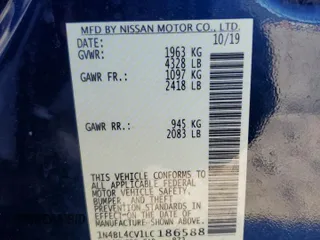 MFD BY NISSAN MOTOR CO., LTD.
DATE: 10/19
GVWR: 1963 KG
4328 LB
GAWR FR.: 1097 KG
2418 LB
GAWR RR.: 945 KG
2083 LB
THIS VEHICLE CONFORMS
TO ALL APPLICABLE FEDERAL
MOTOR VEHICLE SAFETY,
BUMPER, AND THEFT
PREVENTION STANDARDS IN
EFFECT ON THE DATE OF
MANUFACTURE SHOWN ABOVE.
1N4BL4CV1LC186588